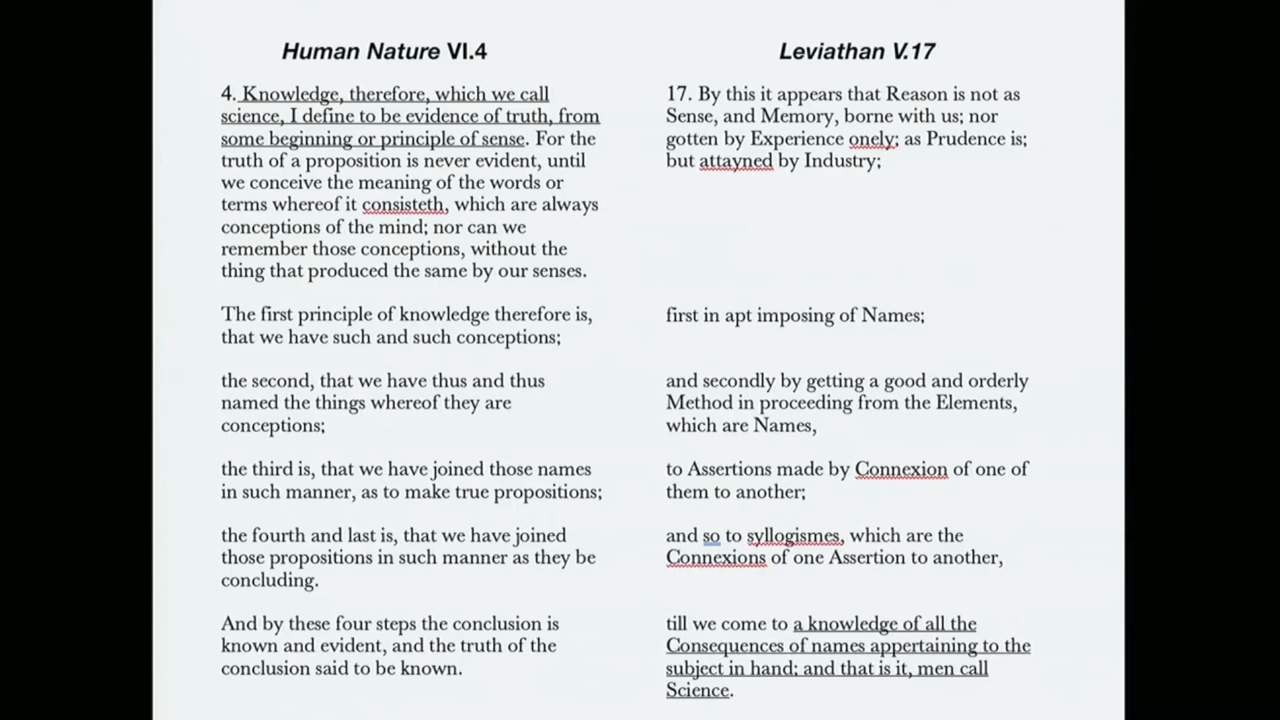 Human Nature VI.4
4. Knowledge, therefore, which we call
science, I define to be evidence of truth, from
some beginning or principle of sense. For the
truth of a proposition is never evident, until
we conceive the meaning of the words or
terms whereof it consisteth, which are always
conceptions of the mind; nor can we
remember those conceptions, without the
thing that produced the same by our senses.
The first principle of knowledge therefore is,
that we have such and such conceptions;
the second, that we have thus and thus
named the things whereof they are
conceptions;
the third is, that we have joined those names
in such manner, as to make true propositions;
the fourth and last is, that we have joined
those propositions in such manner as they be
concluding.
And by these four steps the conclusion is
known and evident, and the truth of the
conclusion said to be known.
Leviathan V.17
17. By this it appears that Reason is not as
Sense, and Memory, borne with us; nor
gotten by Experience onely; as Prudence is;
but attayned by Industry;
first in apt imposing of Names;
and secondly by getting a good and orderly
Method in proceeding from the Elements,
which are Names,
to Assertions made by Connexion of one of
them to another;
and so to syllogismes, which are the
Connexions of one Assertion to another,
till we come to a knowledge of all the
Consequences of names appertaining to the
subject in hand; and that is it, men call
Science.